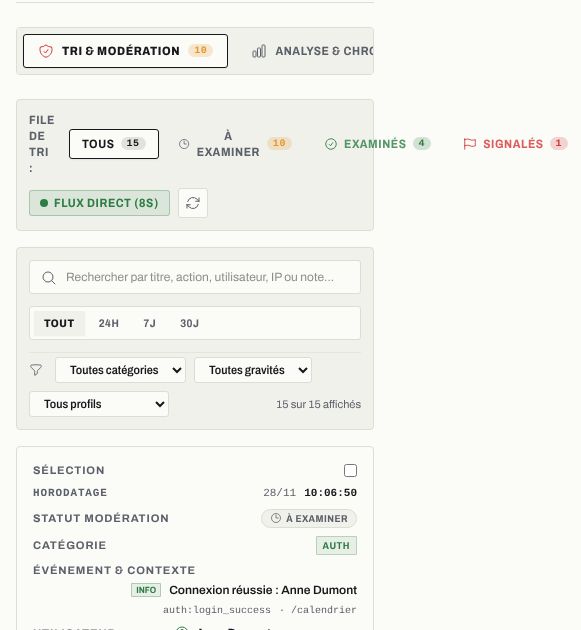 TRI & MODÉRATION 10 ANALYSE & CHRO
FILE DE TRI :
TOUS 15
À EXAMINER 10
EXAMINÉS 4
SIGNALÉS 1
FLUX DIRECT (8S)
Rechercher par titre, action, utilisateur, IP ou note...
TOUT 24H 7J 30J
Toutes catégories Toutes gravités
Tous profils 15 sur 15 affichés
SÉLECTION
HORODATAGE 28/11 10:06:50
STATUT MODÉRATION À EXAMINER
CATÉGORIE AUTH
ÉVÉNEMENT & CONTEXTE
INFO Connexion réussie : Anne Dumont
auth:login_success · /calendrier